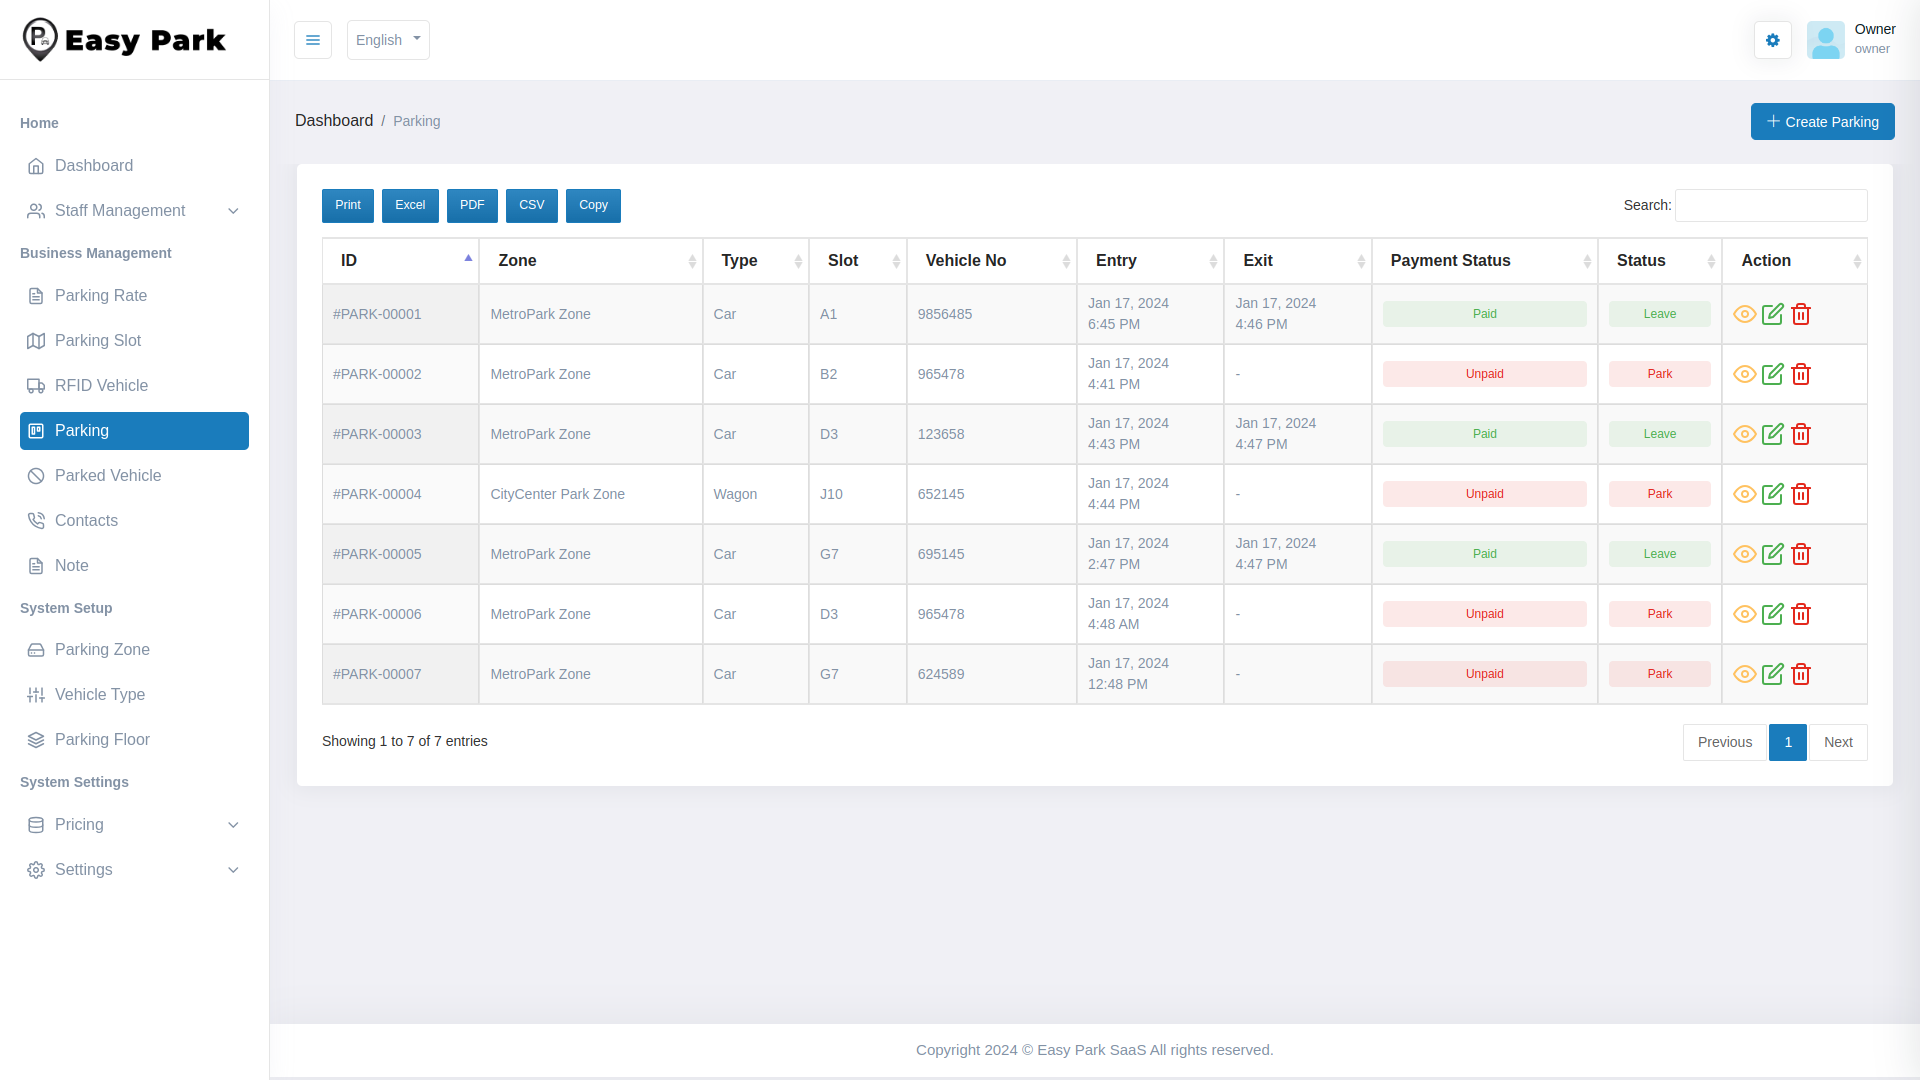 Easy Park
English
Owner
owner
Home
Dashboard
Staff Management
Business Management
Parking Rate
Parking Slot
RFID Vehicle
Parking
Parked Vehicle
Contacts
Note
System Setup
Parking Zone
Vehicle Type
Parking Floor
System Settings
Pricing
Settings
Dashboard / Parking
Create Parking
Print Excel PDF CSV Copy
Search:
ID Zone Type Slot Vehicle No Entry Exit Payment Status Status Action
#PARK-00001 MetroPark Zone Car A1 9856485 Jan 17, 2024 6:45 PM Jan 17, 2024 4:46 PM Paid Leave
#PARK-00002 MetroPark Zone Car B2 965478 Jan 17, 2024 4:41 PM - Unpaid Park
#PARK-00003 MetroPark Zone Car D3 123658 Jan 17, 2024 4:43 PM Jan 17, 2024 4:47 PM Paid Leave
#PARK-00004 CityCenter Park Zone Wagon J10 652145 Jan 17, 2024 4:44 PM - Unpaid Park
#PARK-00005 MetroPark Zone Car G7 695145 Jan 17, 2024 2:47 PM Jan 17, 2024 4:47 PM Paid Leave
#PARK-00006 MetroPark Zone Car D3 965478 Jan 17, 2024 4:48 AM - Unpaid Park
#PARK-00007 MetroPark Zone Car G7 624589 Jan 17, 2024 12:48 PM - Unpaid Park
Showing 1 to 7 of 7 entries
Previous 1 Next
Copyright 2024 © Easy Park SaaS All rights reserved.